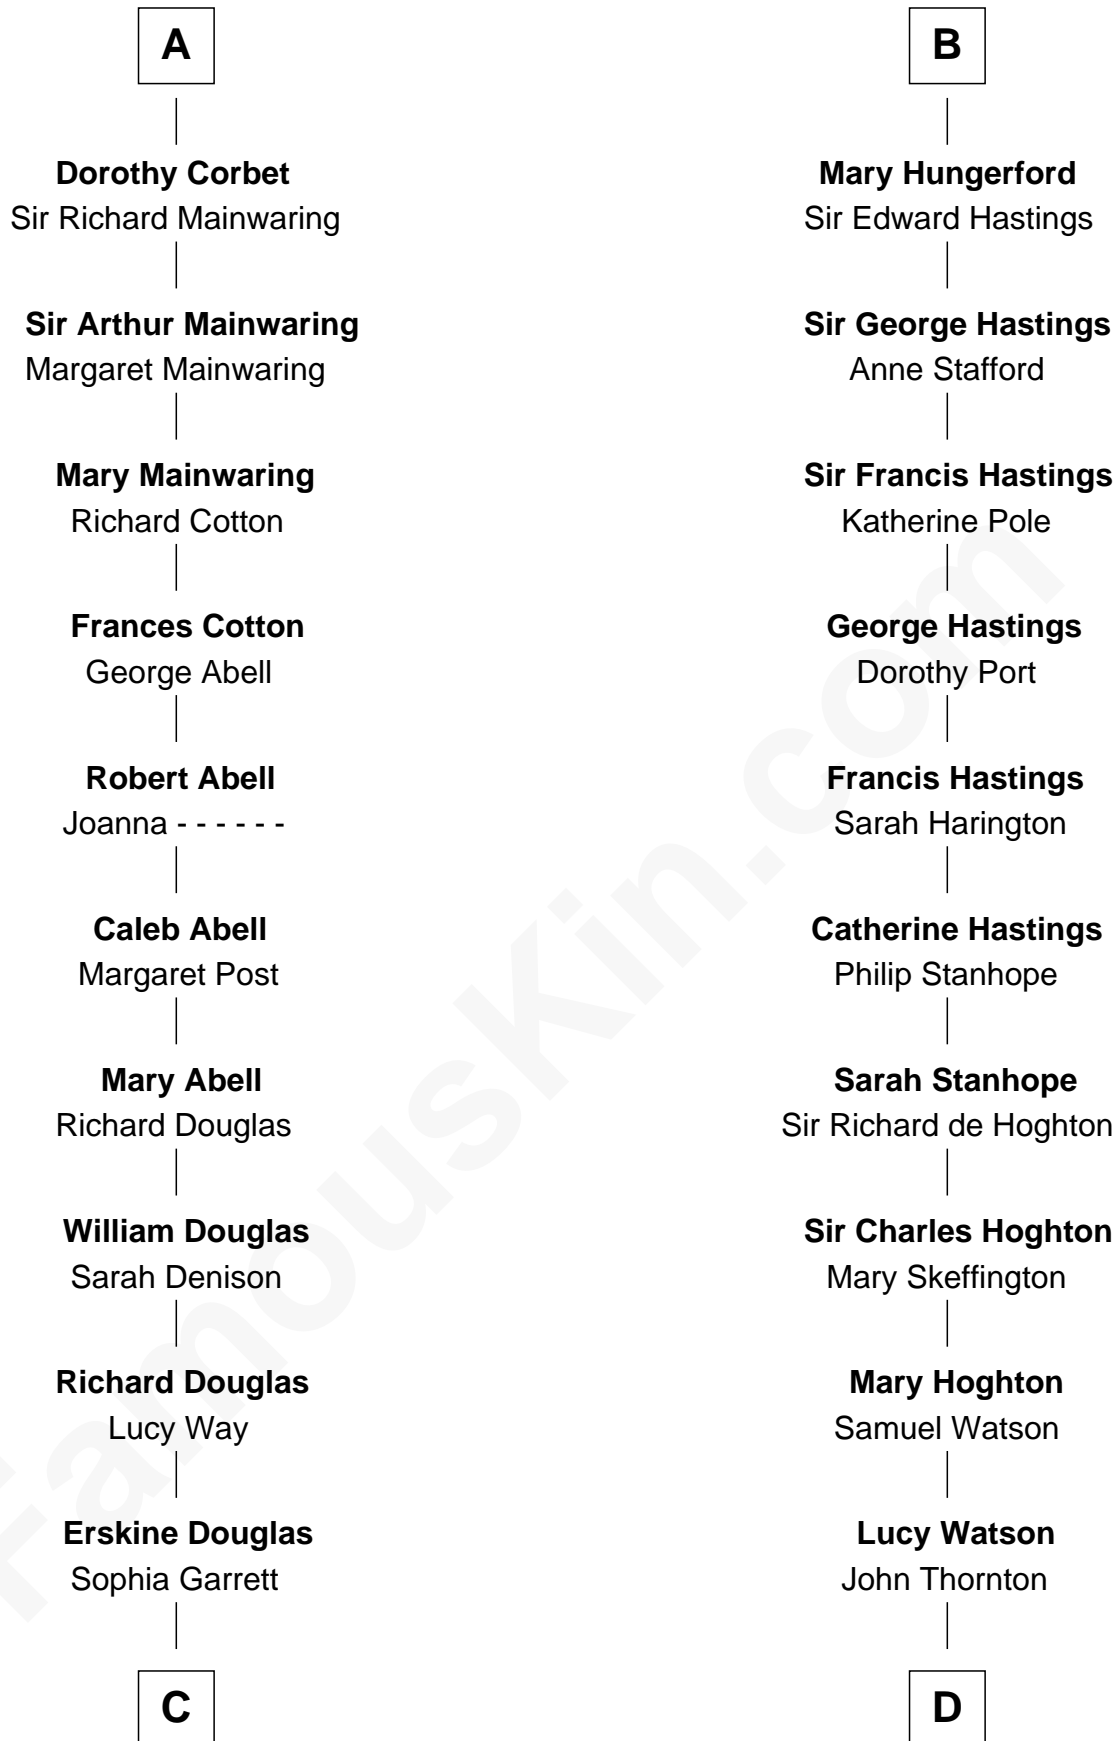 A
Dorothy Corbet
Sir Richard Mainwaring
Sir Arthur Mainwaring
Margaret Mainwaring
Mary Mainwaring
Richard Cotton
Frances Cotton
George Abell
Robert Abell
Joanna - - - - - -
Caleb Abell
Margaret Post
Mary Abell
Richard Douglas
William Douglas
Sarah Denison
Richard Douglas
Lucy Way
Erskine Douglas
Sophia Garrett
C
B
Mary Hungerford
Sir Edward Hastings
Sir George Hastings
Anne Stafford
Sir Francis Hastings
Katherine Pole
George Hastings
Dorothy Port
Francis Hastings
Sarah Harington
Catherine Hastings
Philip Stanhope
Sarah Stanhope
Sir Richard de Hoghton
Sir Charles Hoghton
Mary Skeffington
Mary Hoghton
Samuel Watson
Lucy Watson
John Thornton
D
FamousKin.com